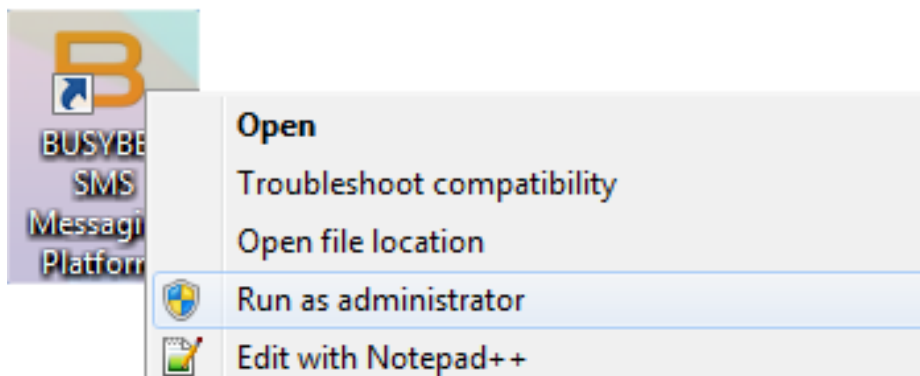 B
SMS
Open
Troubleshoot compatibility
Open file location
Run as administrator
Edit with Notepad++